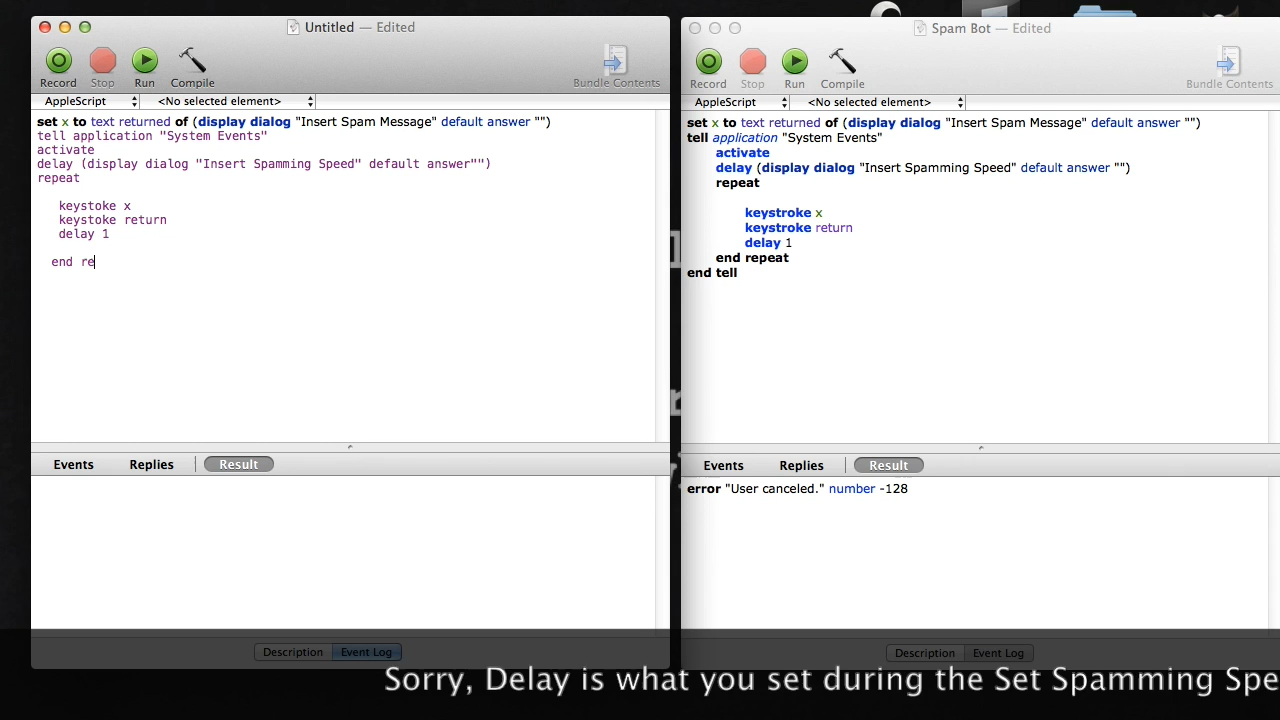 Untitled — Edited
Record Stop Run Compile Bundle Contents
AppleScript <No selected element>
set x to text returned of (display dialog "Insert Spam Message" default answer "")
tell application "System Events"
activate
delay (display dialog "Insert Spamming Speed" default answer"")
repeat
keystoke x
keystoke return
delay 1
end re
Events Replies Result
Description Event Log
Spam Bot — Edited
Record Stop Run Compile Bundle Contents
AppleScript <No selected element>
set x to text returned of (display dialog "Insert Spam Message" default answer "")
tell application "System Events"
activate
delay (display dialog "Insert Spamming Speed" default answer "")
repeat
keystroke x
keystroke return
delay 1
end repeat
end tell
Events Replies Result
error "User canceled." number -128
Description Event Log
Sorry, Delay is what you set during the Set Spamming Spe